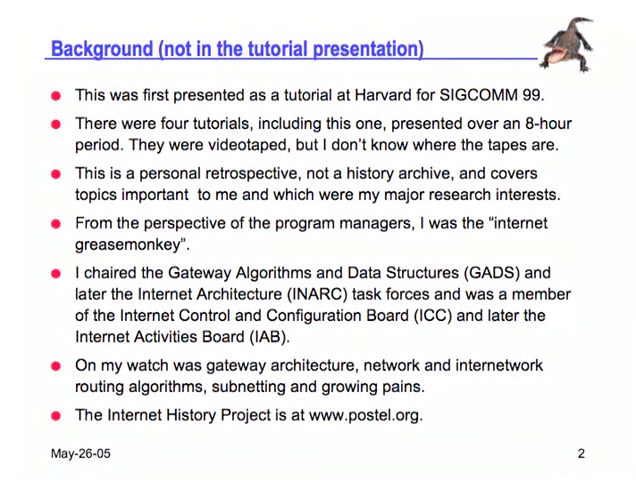 Background (not in the tutorial presentation)
This was first presented as a tutorial at Harvard for SIGCOMM 99.
There were four tutorials, including this one, presented over an 8-hour
period. They were videotaped, but I don't know where the tapes are.
This is a personal retrospective, not a history archive, and covers
topics important to me and which were my major research interests.
From the perspective of the program managers, I was the “internet
greasemonkey”.
I chaired the Gateway Algorithms and Data Structures (GADS) and
later the Internet Architecture (INARC) task forces and was a member
of the Internet Control and Configuration Board (ICC) and later the
Internet Activities Board (IAB).
On my watch was gateway architecture, network and internetwork
routing algorithms, subnetting and growing pains.
The Internet History Project is at www.postel.org.
May-26-05
2